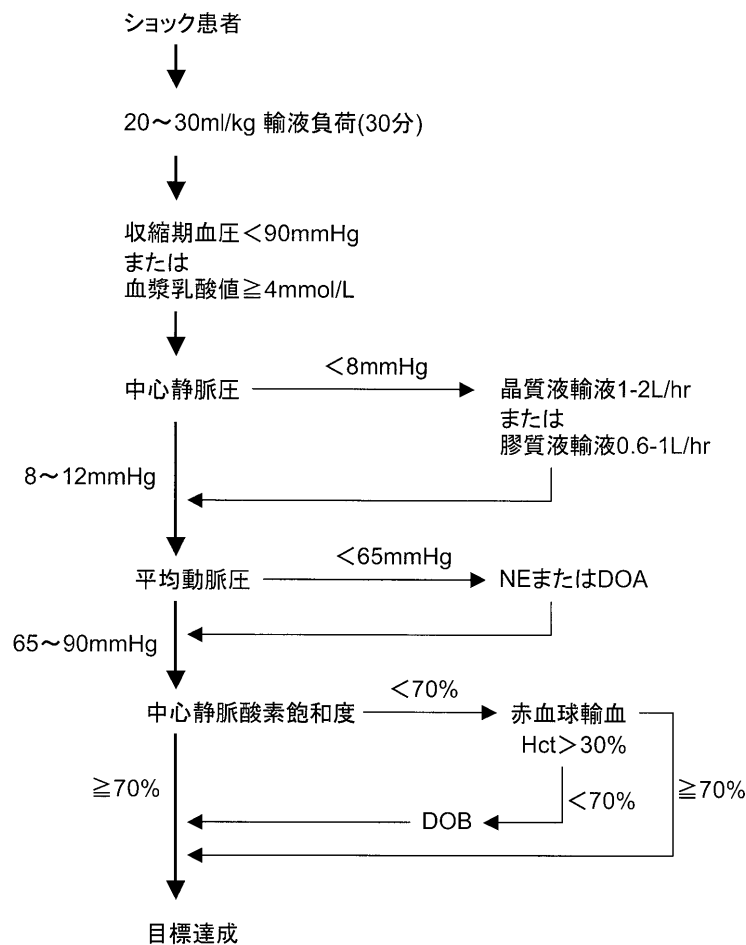 ショック患者
20～30ml/kg 輸液負荷(30分)
収縮期血圧＜90mmHg
または
血漿乳酸値≧4mmol/L
中心静脈圧
＜8mmHg
晶質液輸液1-2L/hr
または
膠質液輸液0.6-1L/hr
8～12mmHg
平均動脈圧
＜65mmHg
NEまたはDOA
65～90mmHg
中心静脈酸素飽和度
＜70%
赤血球輸血
Hct＞30%
≧70%
＜70%
≧70%
DOB
目標達成